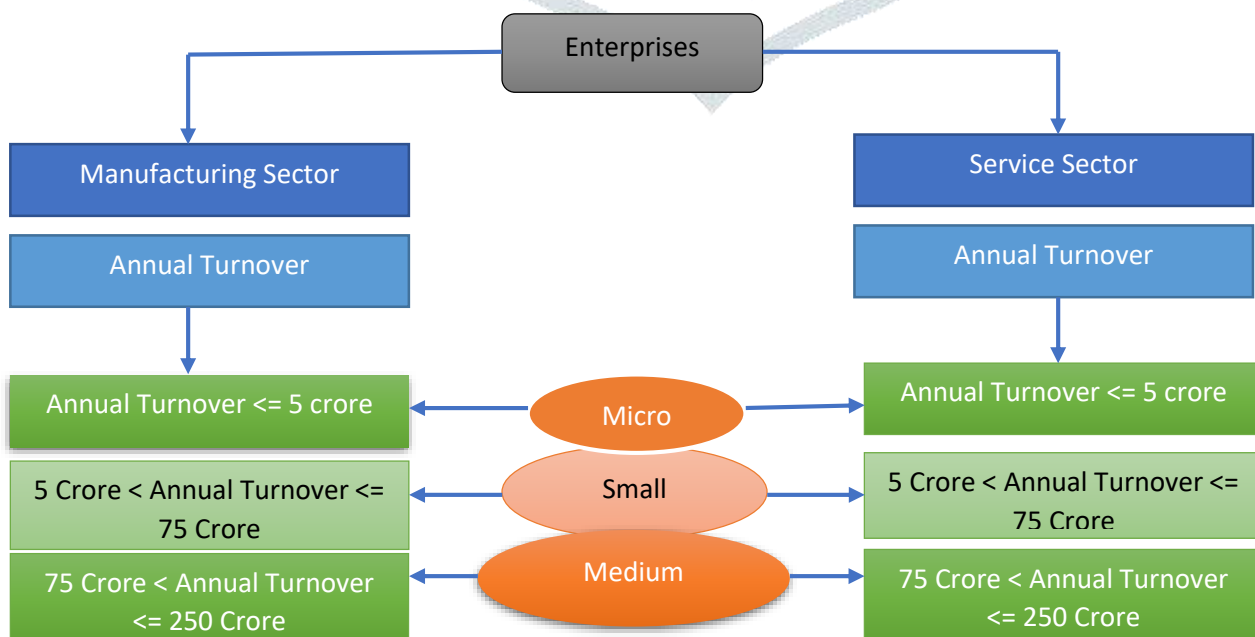 Enterprises
Manufacturing Sector
Service Sector
Annual Turnover
Annual Turnover
Annual Turnover <= 5 crore
Micro
Annual Turnover <= 5 crore
5 Crore < Annual Turnover <=
75 Crore
Small
5 Crore < Annual Turnover <=
75 Crore
75 Crore < Annual Turnover
<= 250 Crore
Medium
75 Crore < Annual Turnover
<= 250 Crore